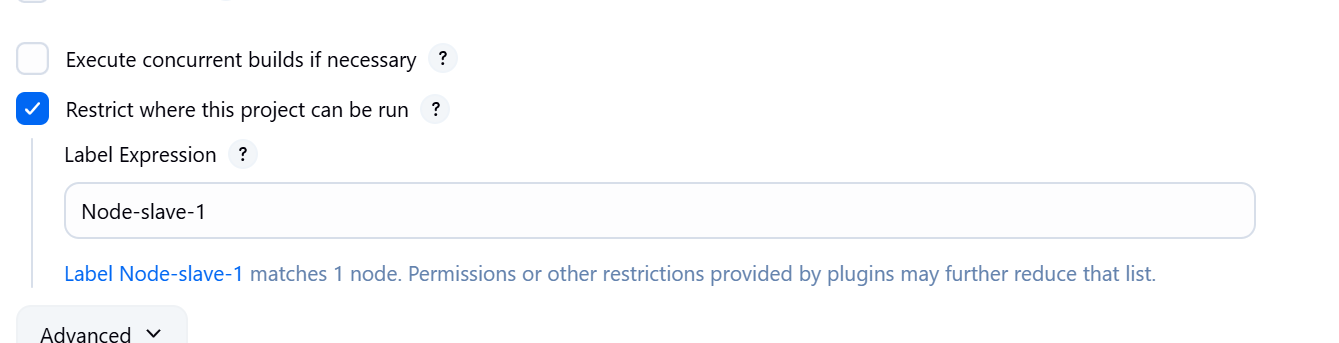 Execute concurrent builds if necessary ?
Restrict where this project can be run ?
Label Expression ?
Node-slave-1
Label Node-slave-1 matches 1 node. Permissions or other restrictions provided by plugins may further reduce that list.
Advanced